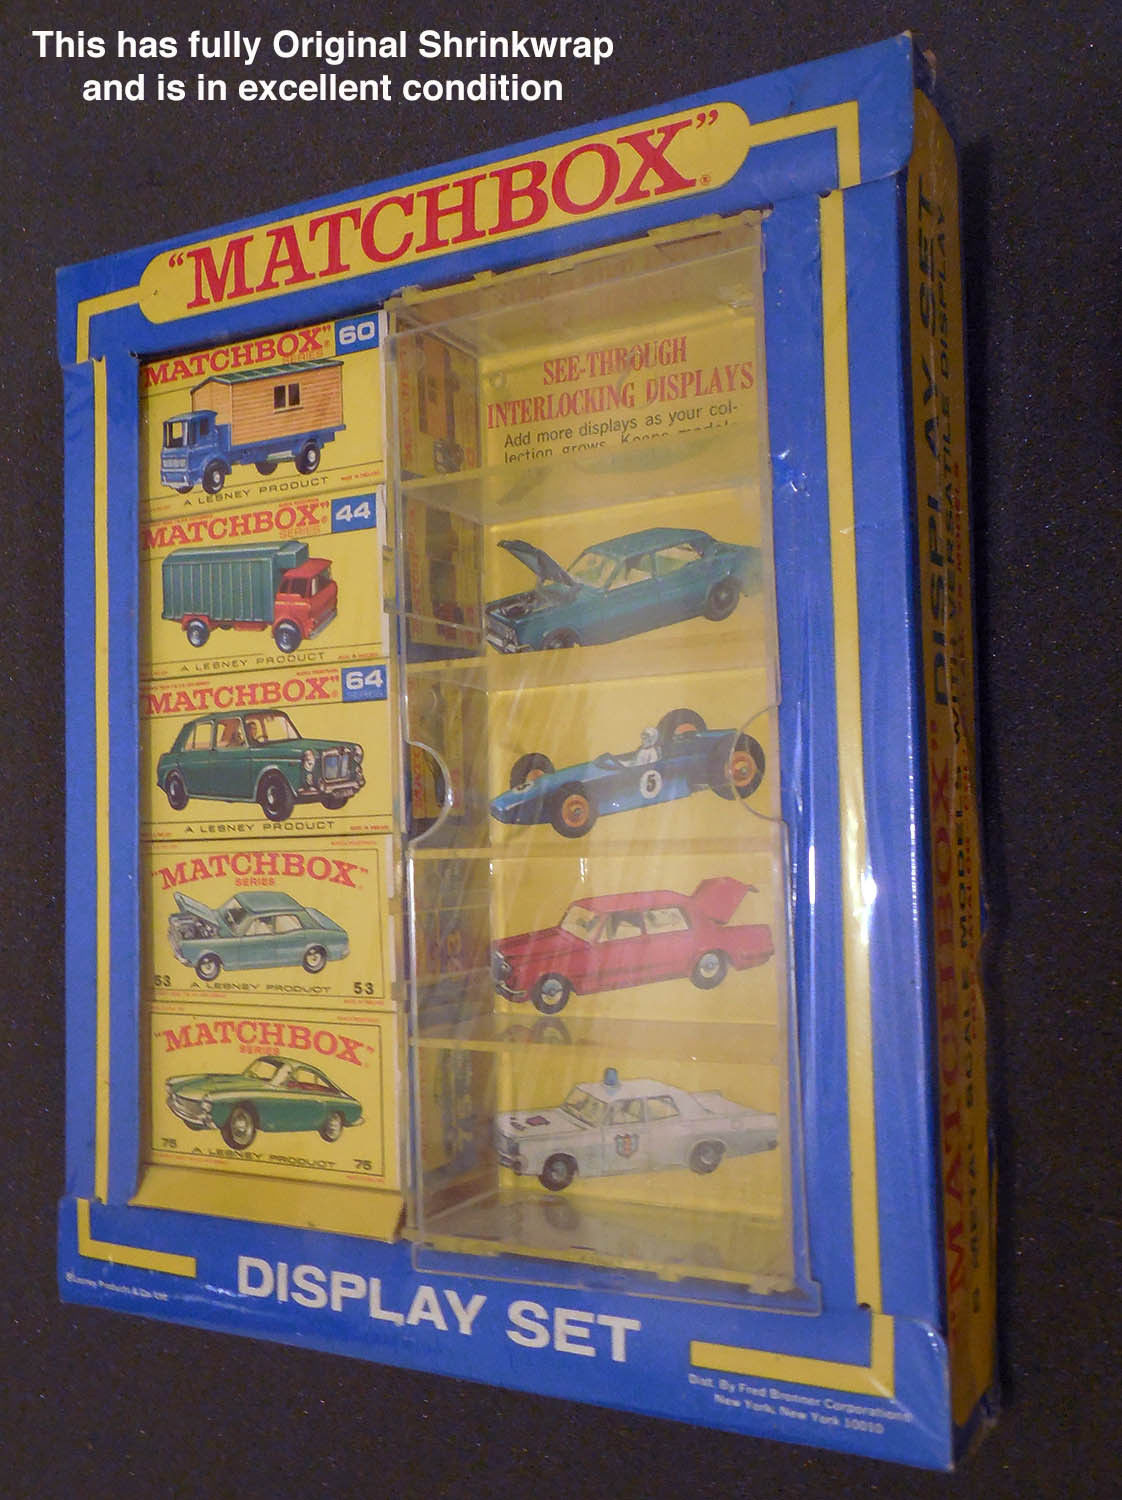 This has fully Original Shrinkwrap
and is in excellent condition
"MATCHBOX"®
MATCHBOX"® 60
SERIES
A LESNEY PRODUCT
MATCHBOX"® 44
SERIES
A LESNEY PRODUCT
MATCHBOX"® 64
SERIES
A LESNEY PRODUCT
"MATCHBOX"
SERIES
53 A LESNEY PRODUCT 53
"MATCHBOX"
SERIES
75 A LESNEY PRODUCT 75
SEE-THROUGH
INTERLOCKING DISPLAYS
Add more displays as your col-
lection grows. Keeps
5
DISPLAY SET
Dist. By Fred Bronner Corporation
New York, New York 10010
"MATCHBOX" DISPLAY SET